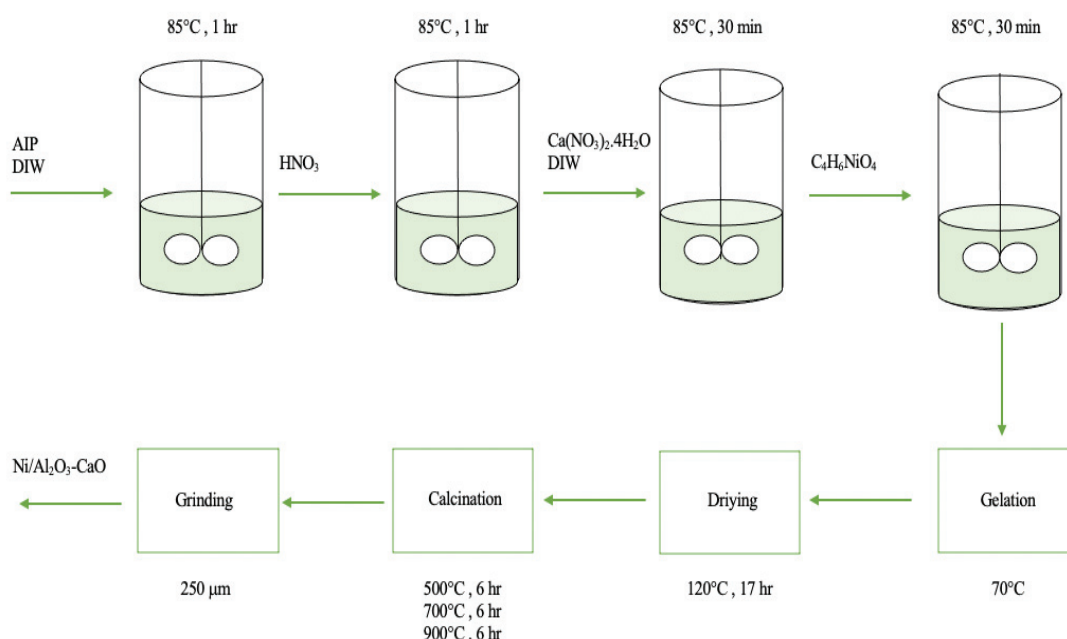 85°C , 1 hr
85°C , 1 hr
85°C , 30 min
85°C , 30 min
AIP
DIW
HNO₃
Ca(NO₃)₂.4H₂O
DIW
C₄H₆NiO₄
Ni/Al₂O₃-CaO
Grinding
Calcination
Driying
Gelation
250 μm
500°C , 6 hr
700°C , 6 hr
900°C , 6 hr
120°C , 17 hr
70°C